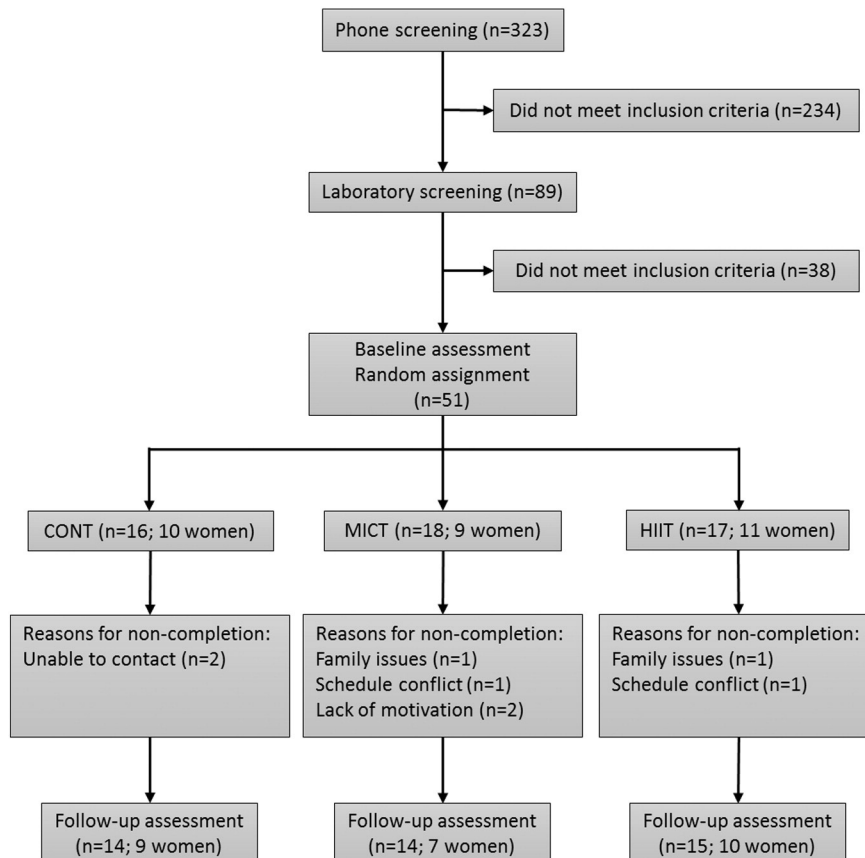 Phone screening (n=323)
Did not meet inclusion criteria (n=234)
Laboratory screening (n=89)
Did not meet inclusion criteria (n=38)
Baseline assessment
Random assignment
(n=51)
CONT (n=16; 10 women)
MICT (n=18; 9 women)
HIIT (n=17; 11 women)
Reasons for non-completion:
Unable to contact (n=2)
Reasons for non-completion:
Family issues (n=1)
Schedule conflict (n=1)
Lack of motivation (n=2)
Reasons for non-completion:
Family issues (n=1)
Schedule conflict (n=1)
Follow-up assessment
(n=14; 9 women)
Follow-up assessment
(n=14; 7 women)
Follow-up assessment
(n=15; 10 women)